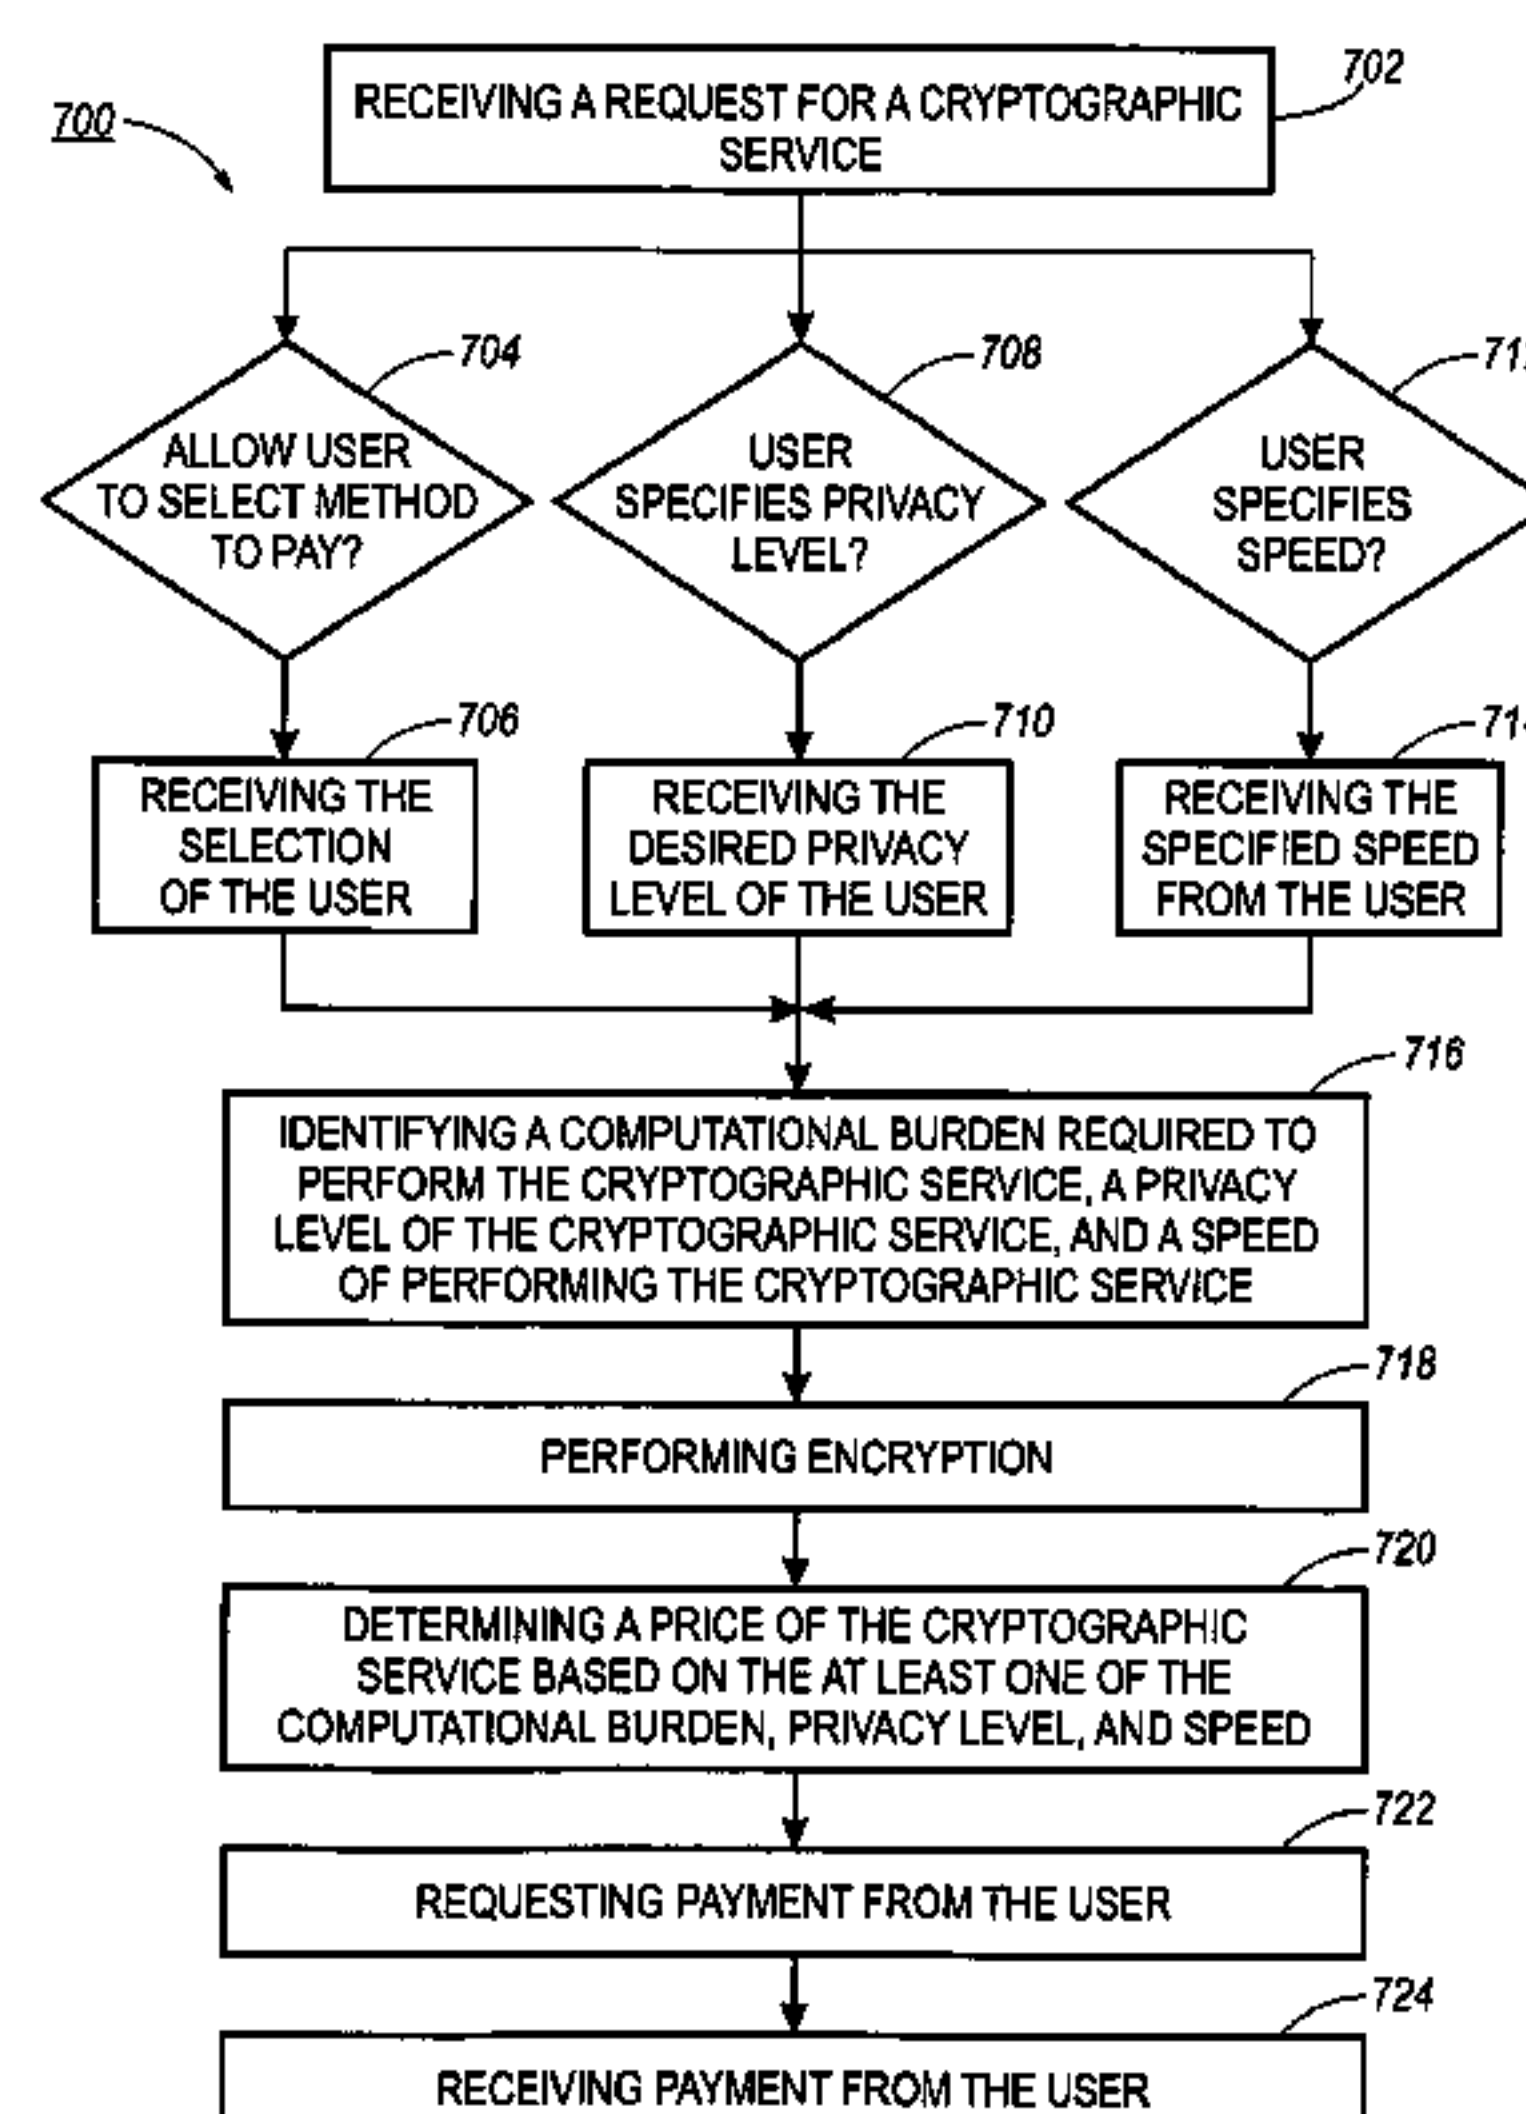 700
702
RECEIVING A REQUEST FOR A CRYPTOGRAPHIC
SERVICE
704
ALLOW USER
TO SELECT METHOD
TO PAY?
708
USER
SPECIFIES PRIVACY
LEVEL?
USER
SPECIFIES
SPEED?
706
RECEIVING THE
SELECTION
OF THE USER
710
RECEIVING THE
DESIRED PRIVACY
LEVEL OF THE USER
RECEIVING THE
SPECIFIED SPEED
FROM THE USER
716
IDENTIFYING A COMPUTATIONAL BURDEN REQUIRED TO
PERFORM THE CRYPTOGRAPHIC SERVICE, A PRIVACY
LEVEL OF THE CRYPTOGRAPHIC SERVICE, AND A SPEED
OF PERFORMING THE CRYPTOGRAPHIC SERVICE
718
PERFORMING ENCRYPTION
720
DETERMINING A PRICE OF THE CRYPTOGRAPHIC
SERVICE BASED ON THE AT LEAST ONE OF THE
COMPUTATIONAL BURDEN, PRIVACY LEVEL, AND SPEED
722
REQUESTING PAYMENT FROM THE USER
724
RECEIVING PAYMENT FROM THE USER